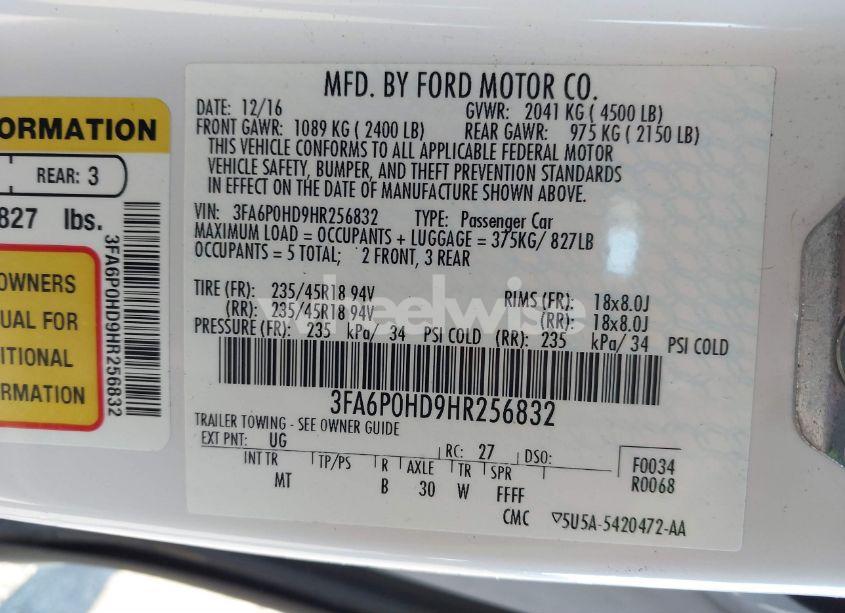 ORMATION
REAR: 3
827 lbs.
3FA6P0HD9HR256832
OWNERS
UAL FOR
DITIONAL
ORMATION
MFD. BY FORD MOTOR CO.
DATE: 12/16 GVWR: 2041 KG ( 4500 LB)
FRONT GAWR: 1089 KG ( 2400 LB) REAR GAWR: 975 KG ( 2150 LB)
THIS VEHICLE CONFORMS TO ALL APPLICABLE FEDERAL MOTOR
VEHICLE SAFETY, BUMPER, AND THEFT PREVENTION STANDARDS
IN EFFECT ON THE DATE OF MANUFACTURE SHOWN ABOVE.
VIN: 3FA6P0HD9HR256832 TYPE: Passenger Car
MAXIMUM LOAD = OCCUPANTS + LUGGAGE = 375KG/ 827LB
OCCUPANTS = 5 TOTAL; 2 FRONT, 3 REAR
TIRE (FR): 235/45R18 94V RIMS (FR): 18x8.0J
(RR): 235/45R18 94V (RR): 18x8.0J
PRESSURE (FR): 235 kPa/ 34 PSI COLD (RR): 235 kPa/ 34 PSI COLD
wheelwise
3FA6P0HD9HR256832
TRAILER TOWING - SEE OWNER GUIDE
EXT PNT: UG RC: 27 DSO: F0034
INT TR TP/PS R AXLE TR SPR R0068
MT B 30 W FFFF
CMC ▽5U5A-5420472-AA